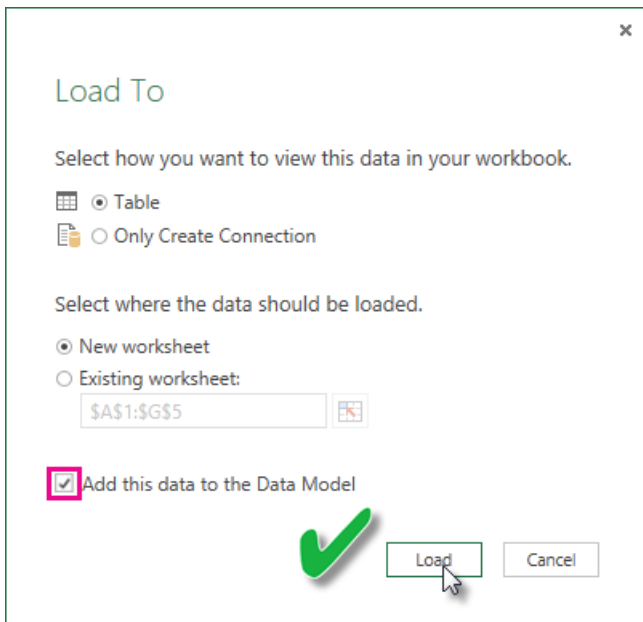 Load To
Select how you want to view this data in your workbook.
Table
Only Create Connection
Select where the data should be loaded.
New worksheet
Existing worksheet:
$A$1:$G$5
Add this data to the Data Model
Load
Cancel